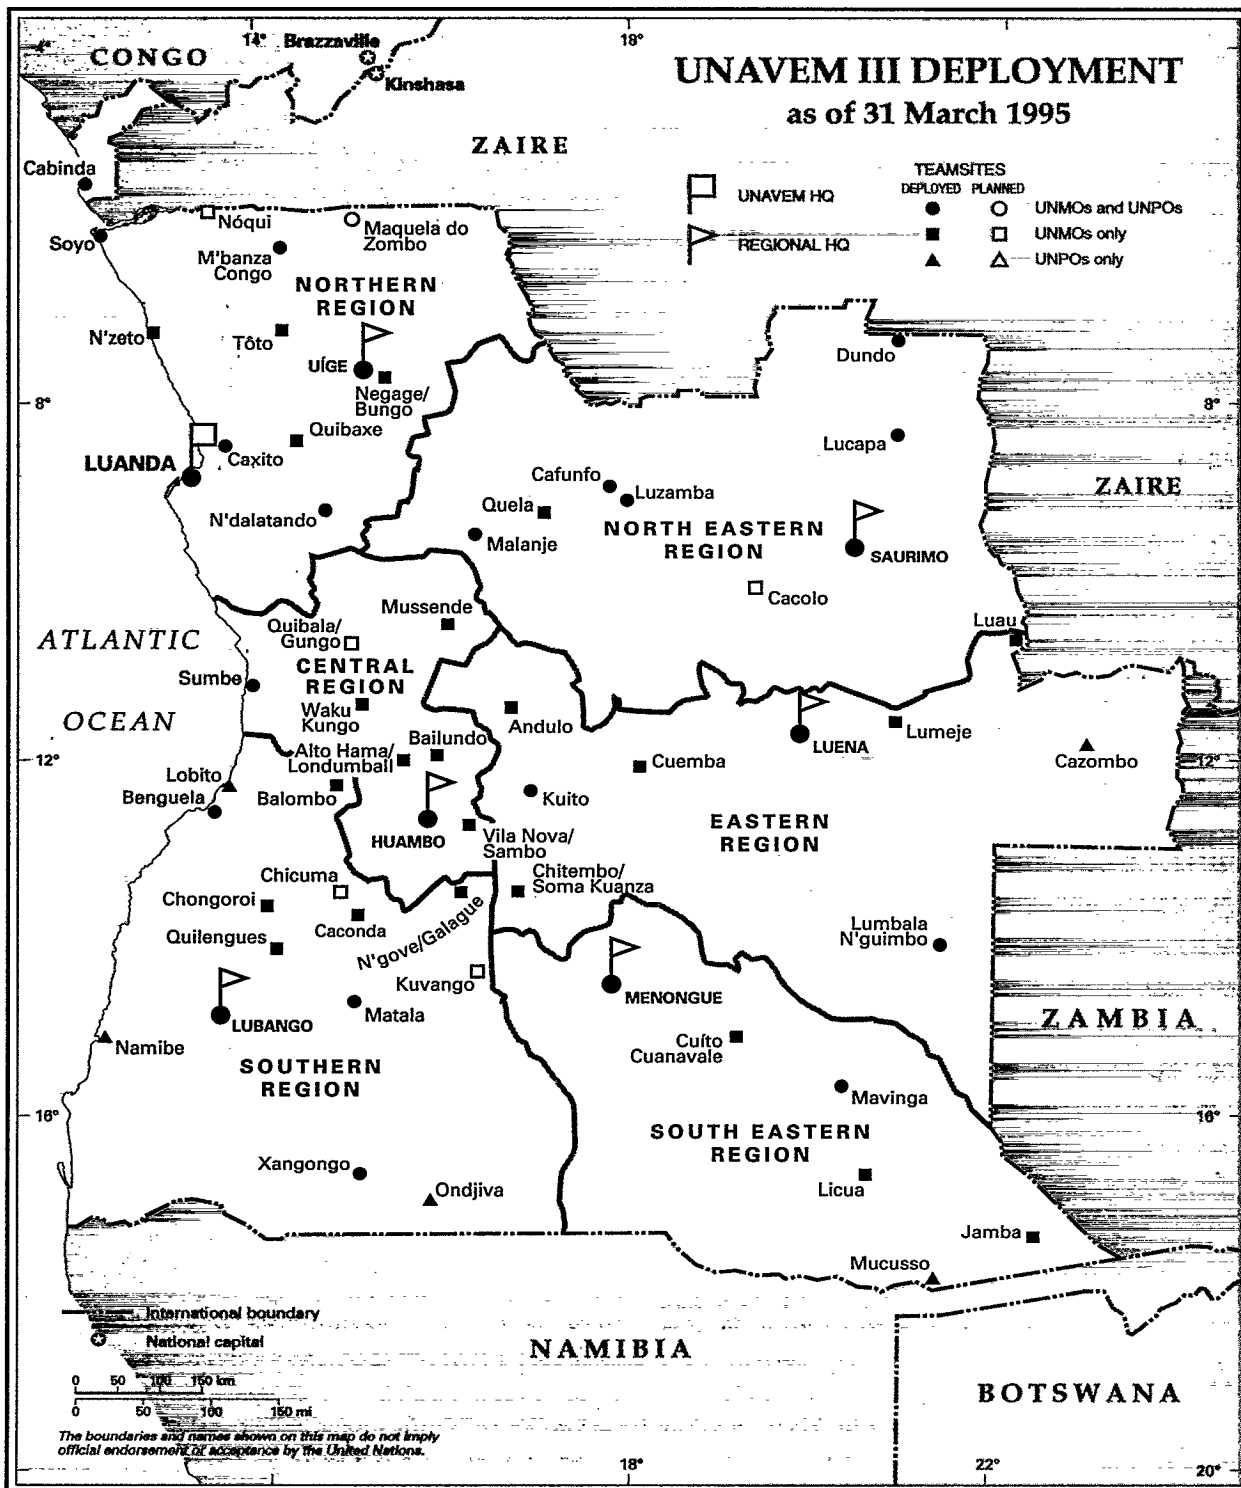 4°
14°
18°
CONGO
Brazzaville
Kinshasa
UNAVEM III DEPLOYMENT
as of 31 March 1995
ZAIRE
TEAMSITES
DEPLOYED PLANNED
UNAVEM HQ
UNMOs and UNPOs
REGIONAL HQ
UNMOs only
UNPOs only
Cabinda
Soyo
Nóqui
Maquela do
Zombo
M'banza
Congo
NORTHERN
REGION
N'zeto
Tôto
UÍGE
Negage/
Bungo
Dundo
8°
8°
Quibaxe
LUANDA
Caxito
Lucapa
Cafunfo
Luzamba
ZAIRE
N'dalatando
Quela
Malanje
NORTH EASTERN
REGION
SAURIMO
Cacolo
Mussende
Luau
ATLANTIC
OCEAN
Quibala/
Gungo
CENTRAL
REGION
Sumbe
Waku
Kungo
Andulo
Bailundo
LUENA
Lumeje
Alto Hama/
Londumbali
12°
12°
Cuemba
Cazombo
Lobito
Benguela
Balombo
Kuito
HUAMBO
Vila Nova/
Sambo
EASTERN
REGION
Chicuma
Chitembo/
Soma Kuanza
Chongoroi
Caconda
N'gove/Galague
Quilengues
Lumbala
N'guimbo
Kuvango
MENONGUE
LUBANGO
Matala
ZAMBIA
Namibe
Cuíto
Cuanavale
SOUTHERN
REGION
Mavinga
16°
16°
SOUTH EASTERN
REGION
Xangongo
Ondjiva
Licua
Jamba
Mucusso
International boundary
National capital
NAMIBIA
0 50 100 150 km
0 50 100 150 mi
BOTSWANA
The boundaries and names shown on this map do not imply
official endorsement or acceptance by the United Nations.
18°
22°
20°